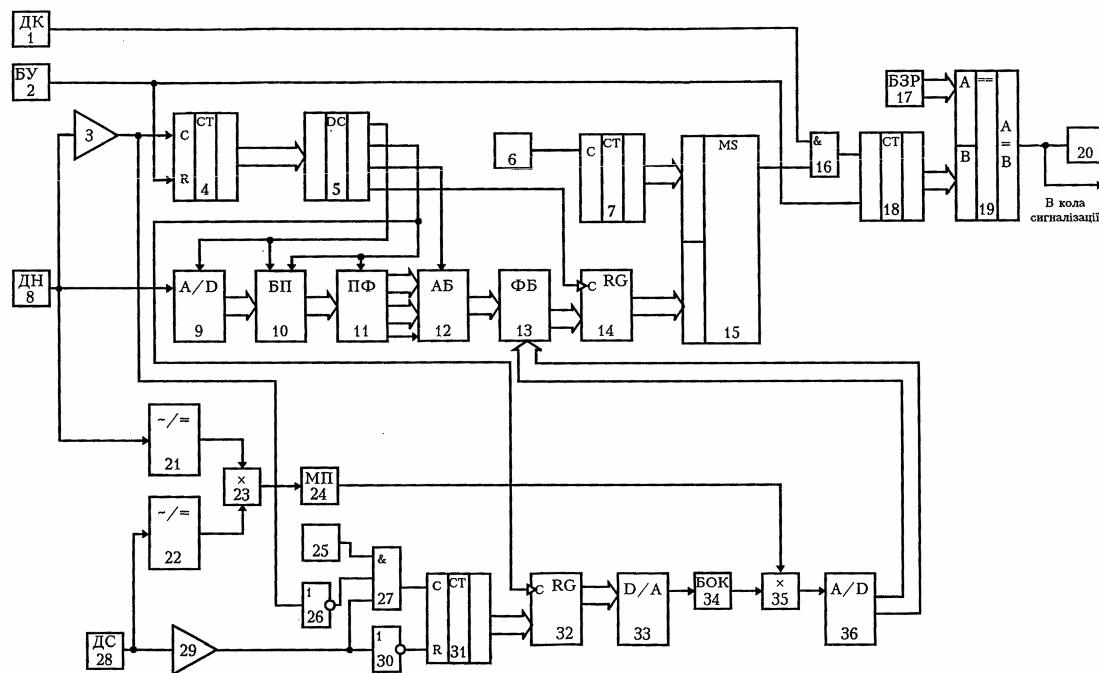 ДК
1
БУ
2
3
C
CT
R
4
DC
5
6
C
CT
7
MS
15
&
16
БЗР
17
CT
18
A
==
B
A
=
B
19
20
В кола
сигналізації
ДН
8
A/D
9
БП
10
ПФ
11
АБ
12
ФБ
13
C
RG
14
~/=
21
×
23
МП
24
~/=
22
25
&
27
1
26
C
CT
R
31
C
RG
32
D/A
33
БОК
34
×
35
A/D
36
ДС
28
29
1
30